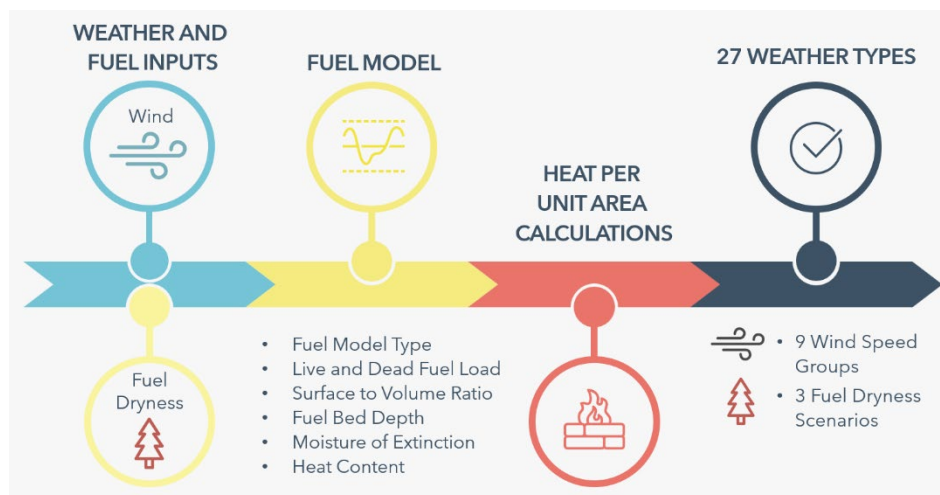 WEATHER AND
FUEL INPUTS
Wind
Fuel
Dryness
FUEL MODEL
• Fuel Model Type
• Live and Dead Fuel Load
• Surface to Volume Ratio
• Fuel Bed Depth
• Moisture of Extinction
• Heat Content
HEAT PER
UNIT AREA
CALCULATIONS
27 WEATHER TYPES
• 9 Wind Speed
Groups
• 3 Fuel Dryness
Scenarios